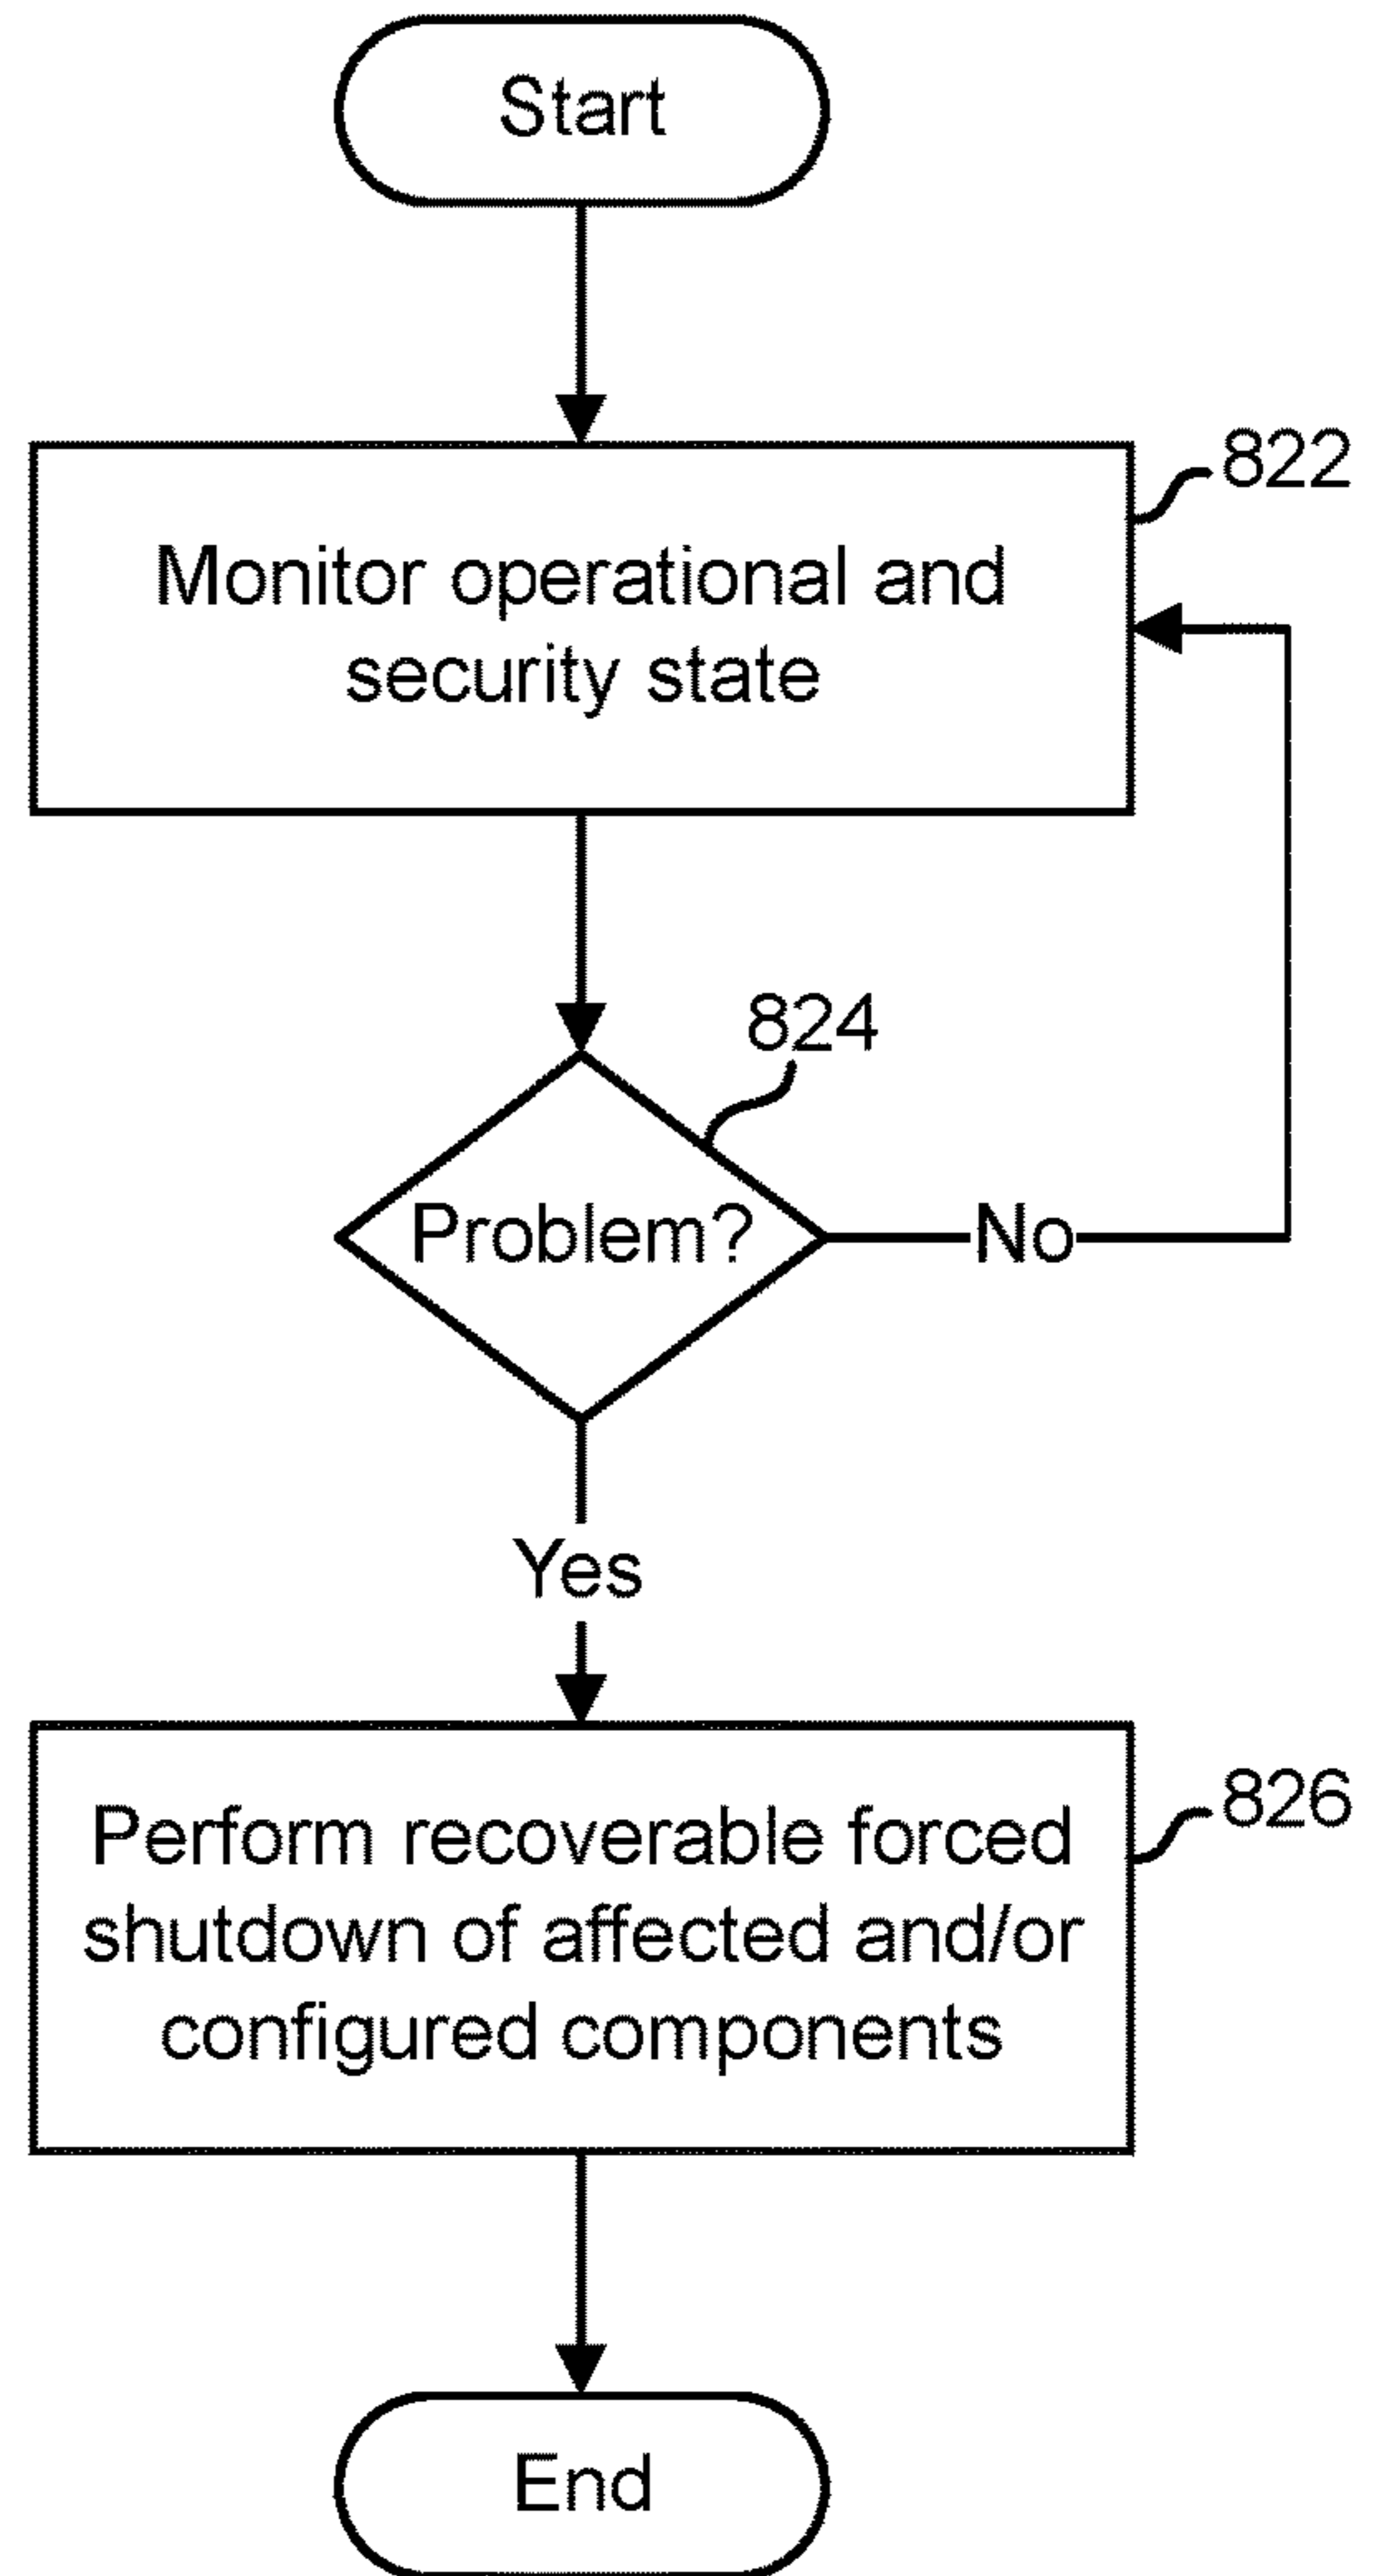 Start
822
Monitor operational and
security state
824
Problem?
No
Yes
826
Perform recoverable forced
shutdown of affected and/or
configured components
End